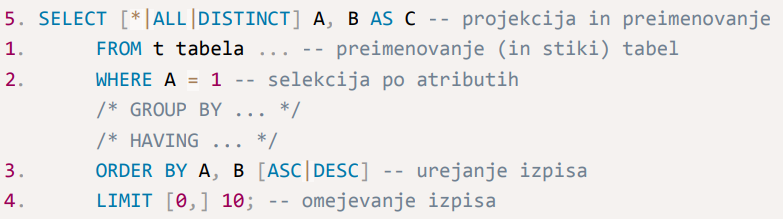 5. SELECT [*|ALL|DISTINCT] A, B AS C -- projekcija in preimenovanje
1. FROM t tabela ... -- preimenovanje (in stiki) tabel
2. WHERE A = 1 -- selekcija po atributih
/* GROUP BY ... */
/* HAVING ... */
3. ORDER BY A, B [ASC|DESC] -- urejanje izpisa
4. LIMIT [0,] 10; -- omejevanje izpisa